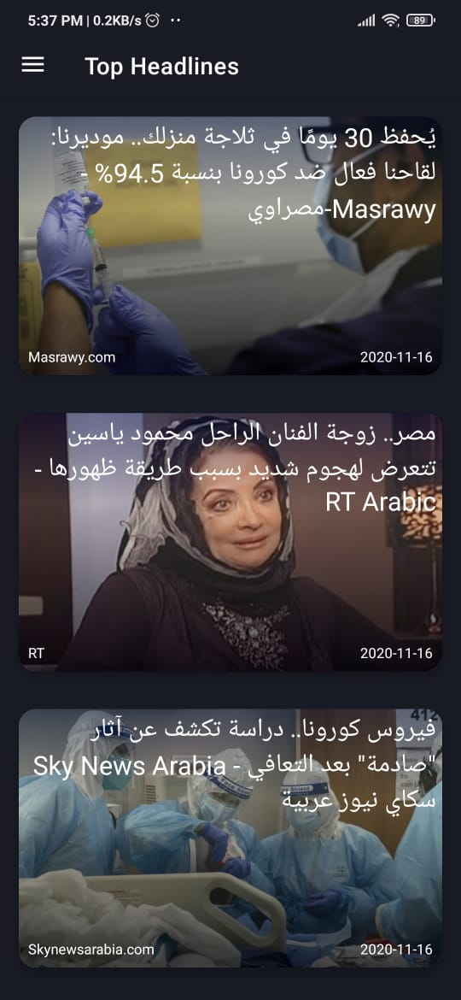 5:37 PM | 0.2KB/s
89
Top Headlines
يُحفظ 30 يومًا في ثلاجة منزلك.. موديرنا:
لقاحنا فعال ضد كورونا بنسبة 94.5% -
Masrawy-مصراوي
Masrawy.com
2020-11-16
مصر.. زوجة الفنان الراحل محمود ياسين
تتعرض لهجوم شديد بسبب طريقة ظهورها -
RT Arabic
RT
2020-11-16
412
فيروس كورونا.. دراسة تكشف عن آثار
"صادمة" بعد التعافي - Sky News Arabia
سكاي نيوز عربية
Skynewsarabia.com
2020-11-16